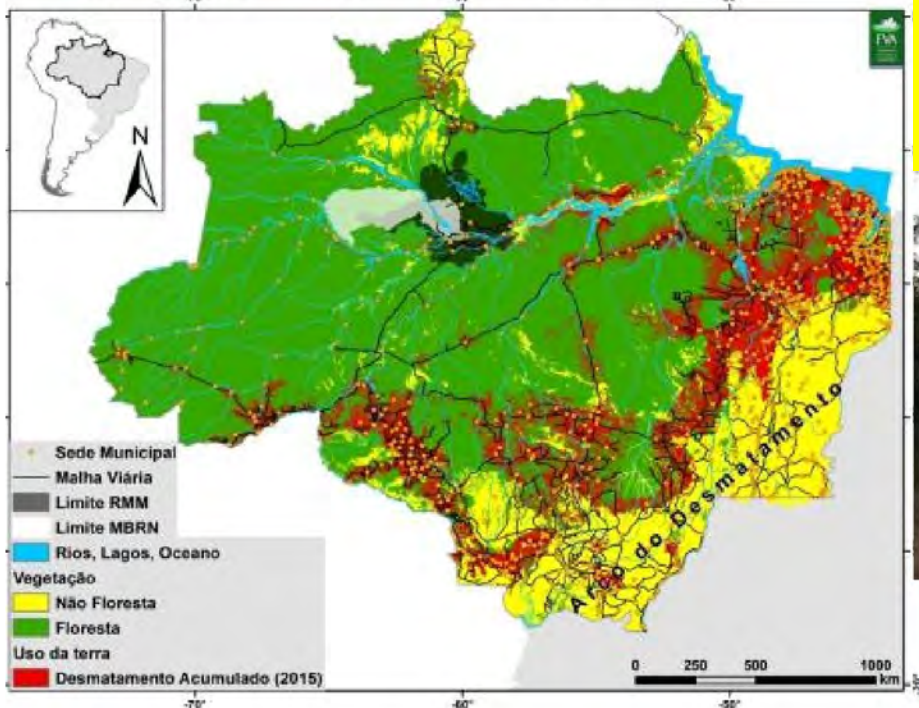 N
FVA
Arco do Desmatamento
Sede Municipal
Malha Viária
Limite RMM
Limite MBRN
Rios, Lagos, Oceano
Vegetação
Não Floresta
Floresta
Uso da terra
Desmatamento Acumulado (2015)
0 250 500 1000
km
-70°
-60°
-50°